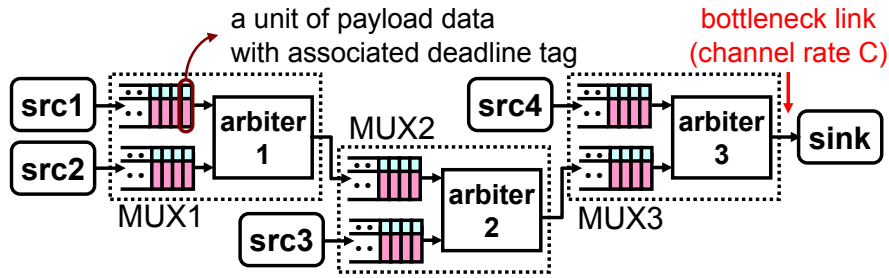 a unit of payload data
with associated deadline tag
bottleneck link
(channel rate C)
src1
src2
arbiter
1
MUX1
MUX2
src3
arbiter
2
src4
arbiter
3
MUX3
sink